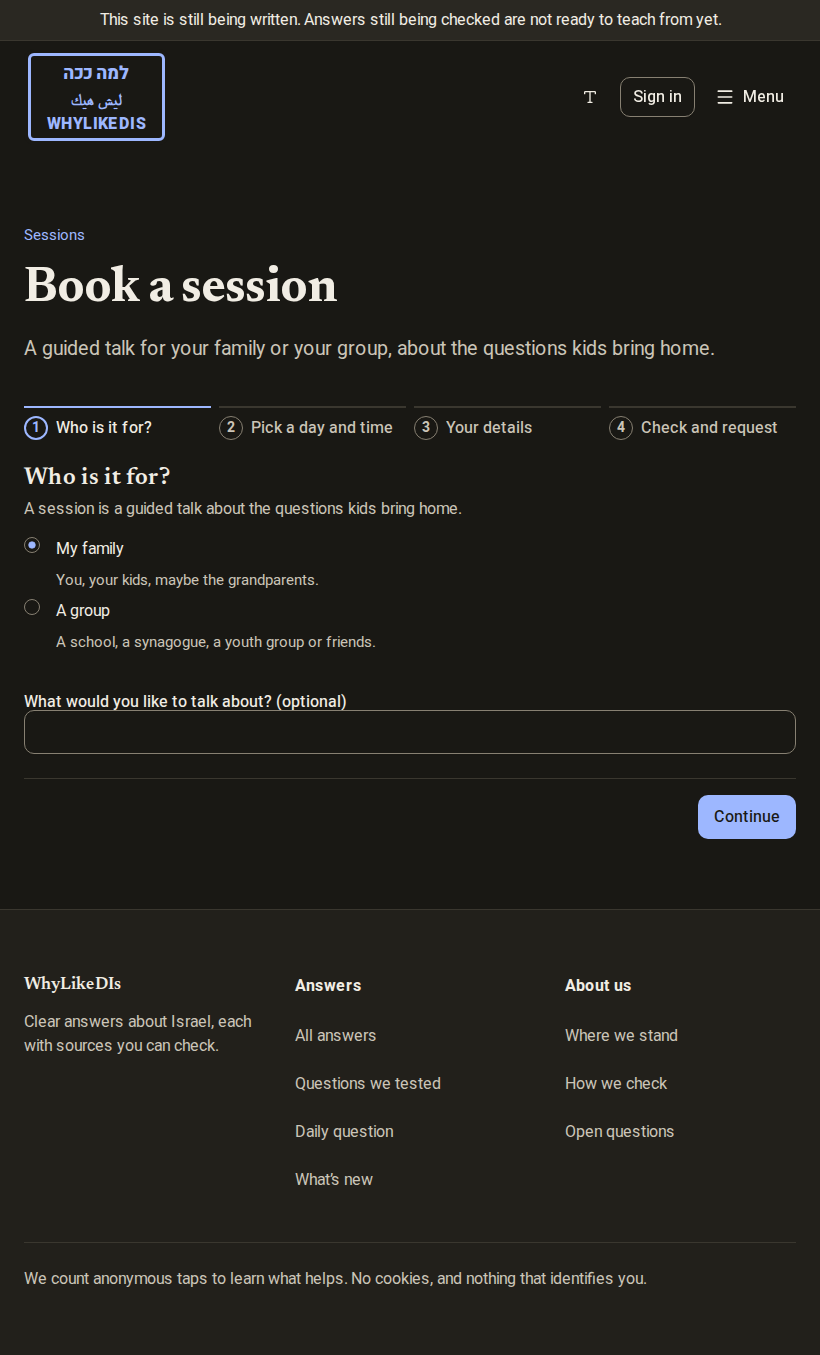 This site is still being written. Answers still being checked are not ready to teach from yet.
למה ככה
ليش هيك
WHYLIKEDIS
T
Sign in
Menu
Sessions
Book a session
A guided talk for your family or your group, about the questions kids bring home.
1 Who is it for?
2 Pick a day and time
3 Your details
4 Check and request
Who is it for?
A session is a guided talk about the questions kids bring home.
My family
You, your kids, maybe the grandparents.
A group
A school, a synagogue, a youth group or friends.
What would you like to talk about? (optional)
Continue
WhyLikeDIs
Clear answers about Israel, each
with sources you can check.
Answers
All answers
Questions we tested
Daily question
What's new
About us
Where we stand
How we check
Open questions
We count anonymous taps to learn what helps. No cookies, and nothing that identifies you.